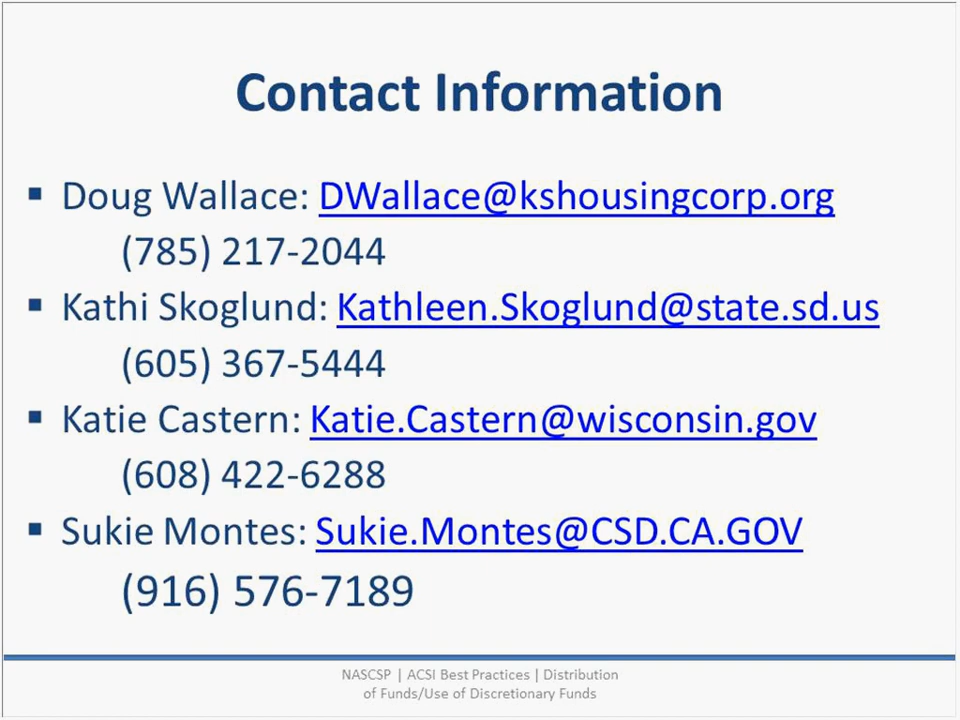 Contact Information
▪ Doug Wallace: DWallace@kshousingcorp.org
(785) 217-2044
▪ Kathi Skoglund: Kathleen.Skoglund@state.sd.us
(605) 367-5444
▪ Katie Castern: Katie.Castern@wisconsin.gov
(608) 422-6288
▪ Sukie Montes: Sukie.Montes@CSD.CA.GOV
(916) 576-7189
NASCSP | ACSI Best Practices | Distribution
of Funds/Use of Discretionary Funds